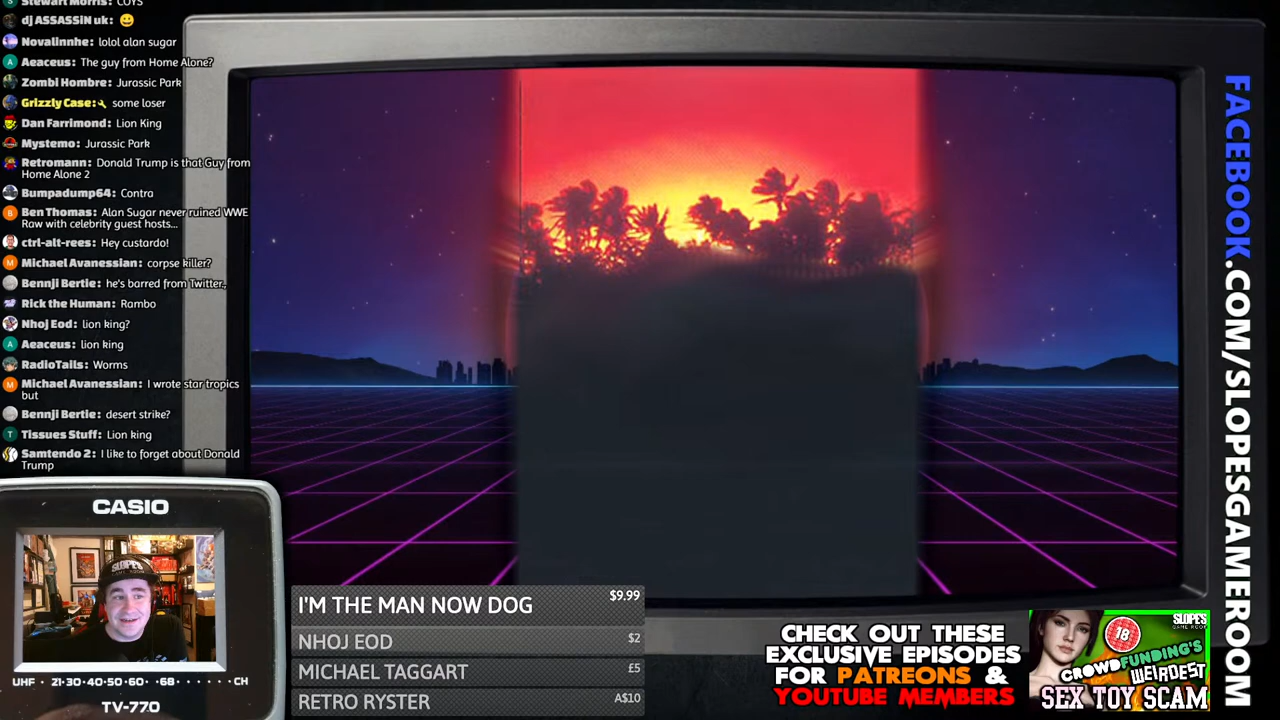 Stewart Morris: COYS
dj ASSASSiN uk: 😀
Novalinnhe: lolol alan sugar
A Aeaceus: The guy from Home Alone?
Zombi Hombre: Jurassic Park
Grizzly Case: some loser
Dan Farrimond: Lion King
Mystemo: Jurassic Park
Retromann: Donald Trump is that Guy from
Home Alone 2
Bumpadump64: Contra
B Ben Thomas: Alan Sugar never ruined WWE
Raw with celebrity guest hosts...
ctrl-alt-rees: Hey custardo!
M Michael Avanessian: corpse killer?
Bennji Bertie: he's barred from Twitter.,
Rick the Human: Rambo
Nhoj Eod: lion king?
A Aeaceus: lion king
RadioTails: Worms
M Michael Avanessian: I wrote star tropics
but
Bennji Bertie: desert strike?
T Tissues Stuff: Lion king
Samtendo 2: I like to forget about Donald
Trump
CASIO
SLOPES
UHF · 21·30·40·50·60· ·68· · · · · ·CH
TV-770
I'M THE MAN NOW DOG $9.99
NHOJ EOD $2
MICHAEL TAGGART £5
RETRO RYSTER A$10
CHECK OUT THESE
EXCLUSIVE EPISODES
FOR PATREONS &
YOUTUBE MEMBERS
18
SLOPES
GAME ROOM
CROWDFUNDING'S
WEIRDEST
SEX TOY SCAM
FACEBOOK.COM/SLOPESGAMEROOM